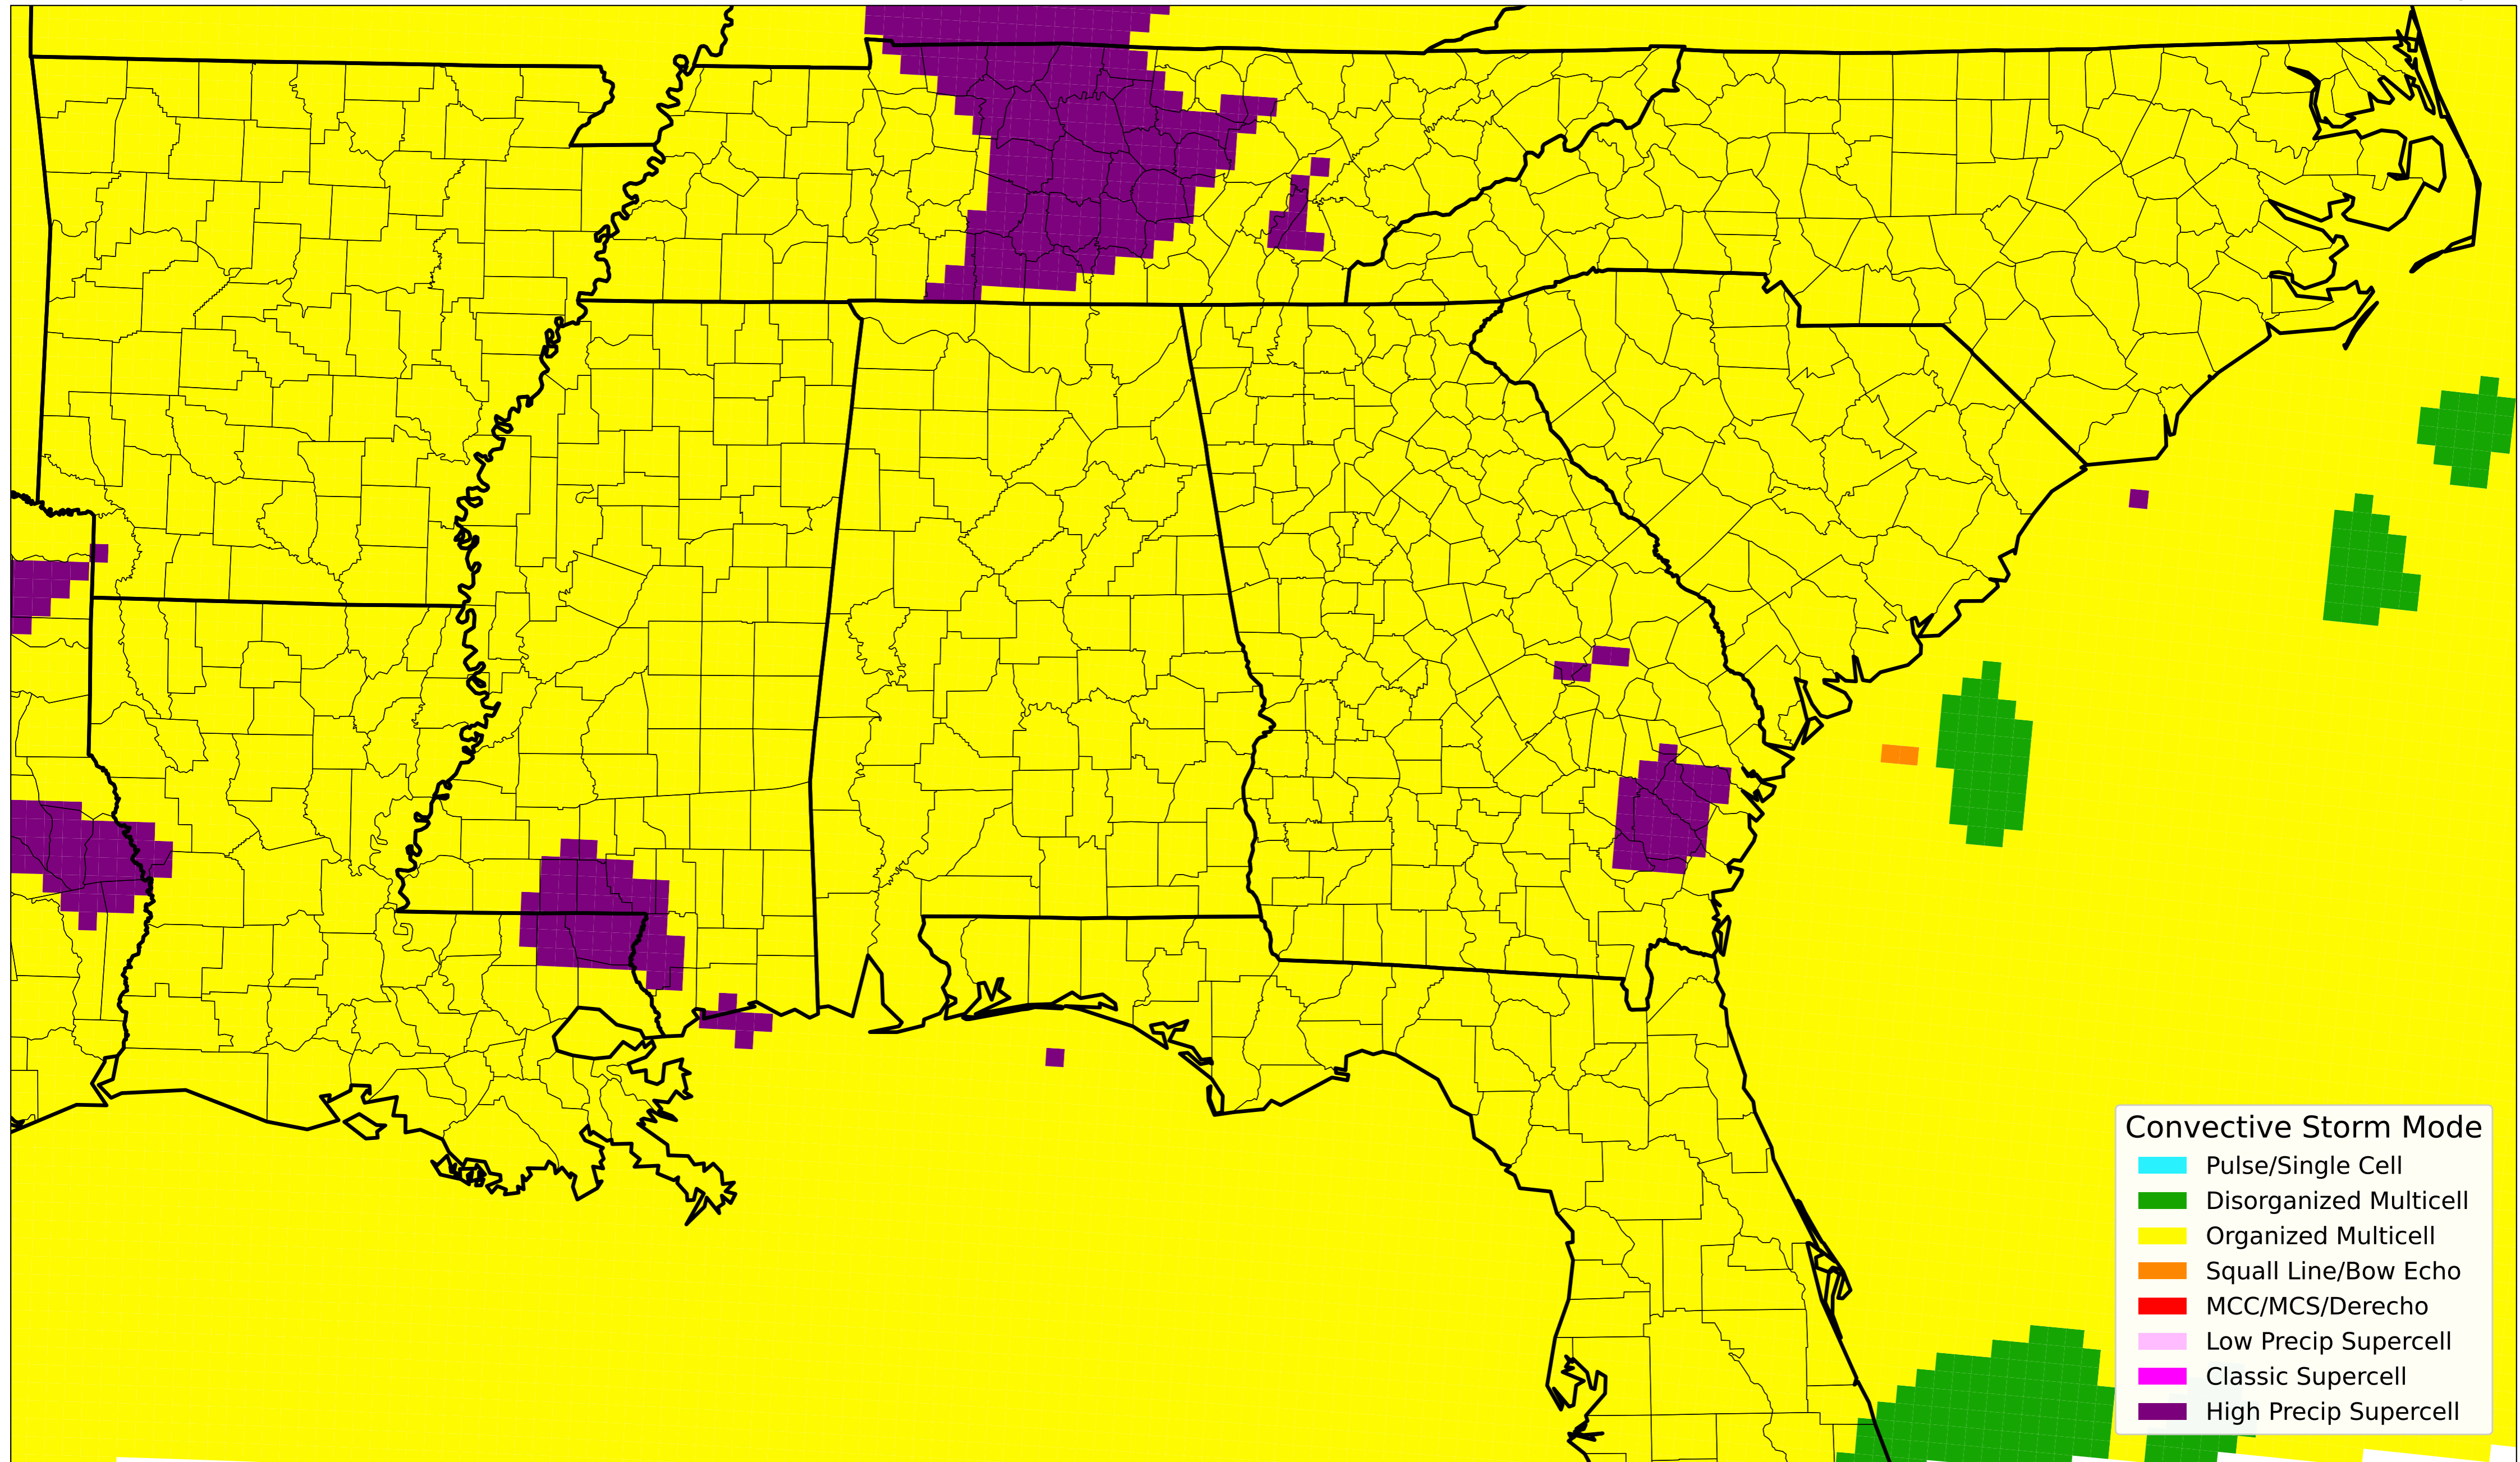 Convective Storm Mode
Pulse/Single Cell
Disorganized Multicell
Organized Multicell
Squall Line/Bow Echo
MCC/MCS/Derecho
Low Precip Supercell
Classic Supercell
High Precip Supercell